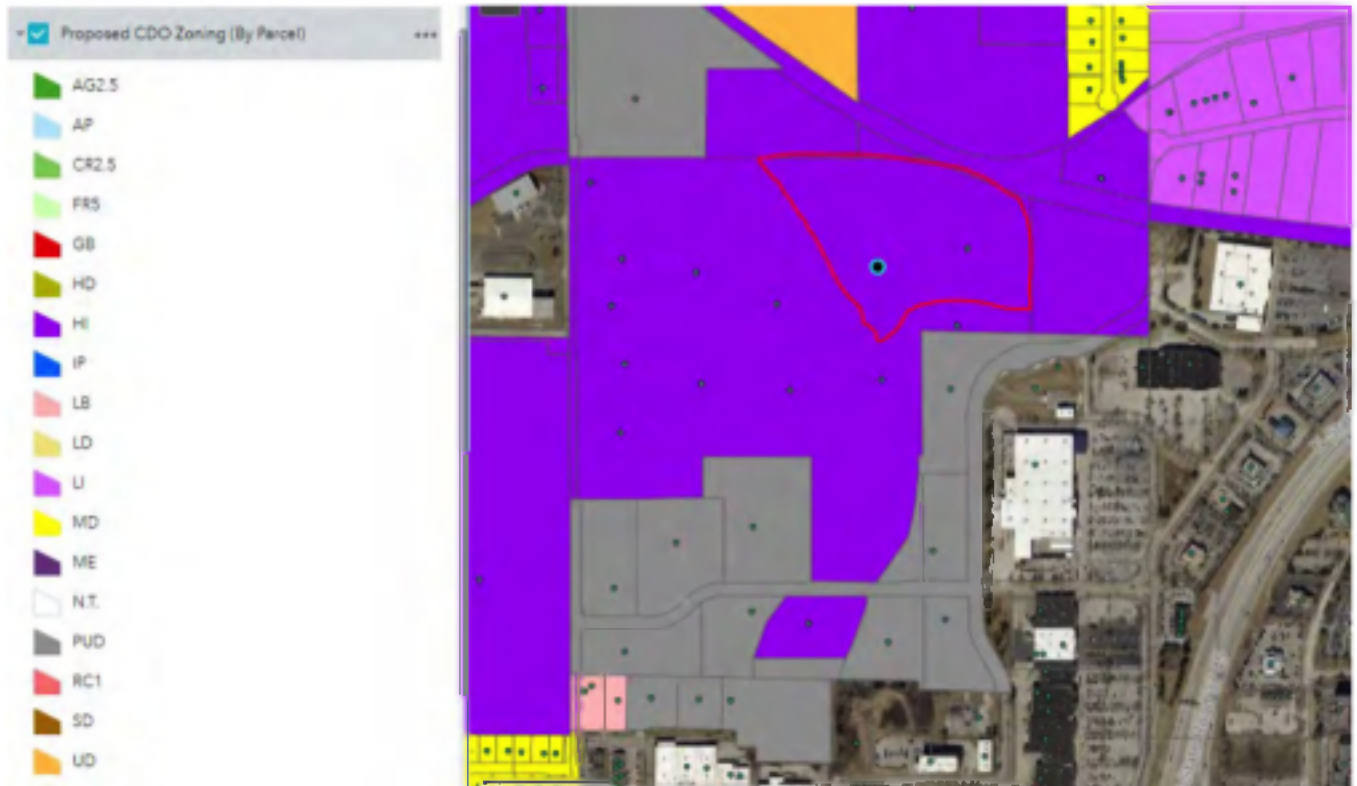 Proposed CDO Zoning (By Parcel)
AG2.5
AP
CR2.5
FR5
GB
HD
HI
IP
LB
LD
LI
MD
ME
N.T.
PUD
RC1
SD
UD